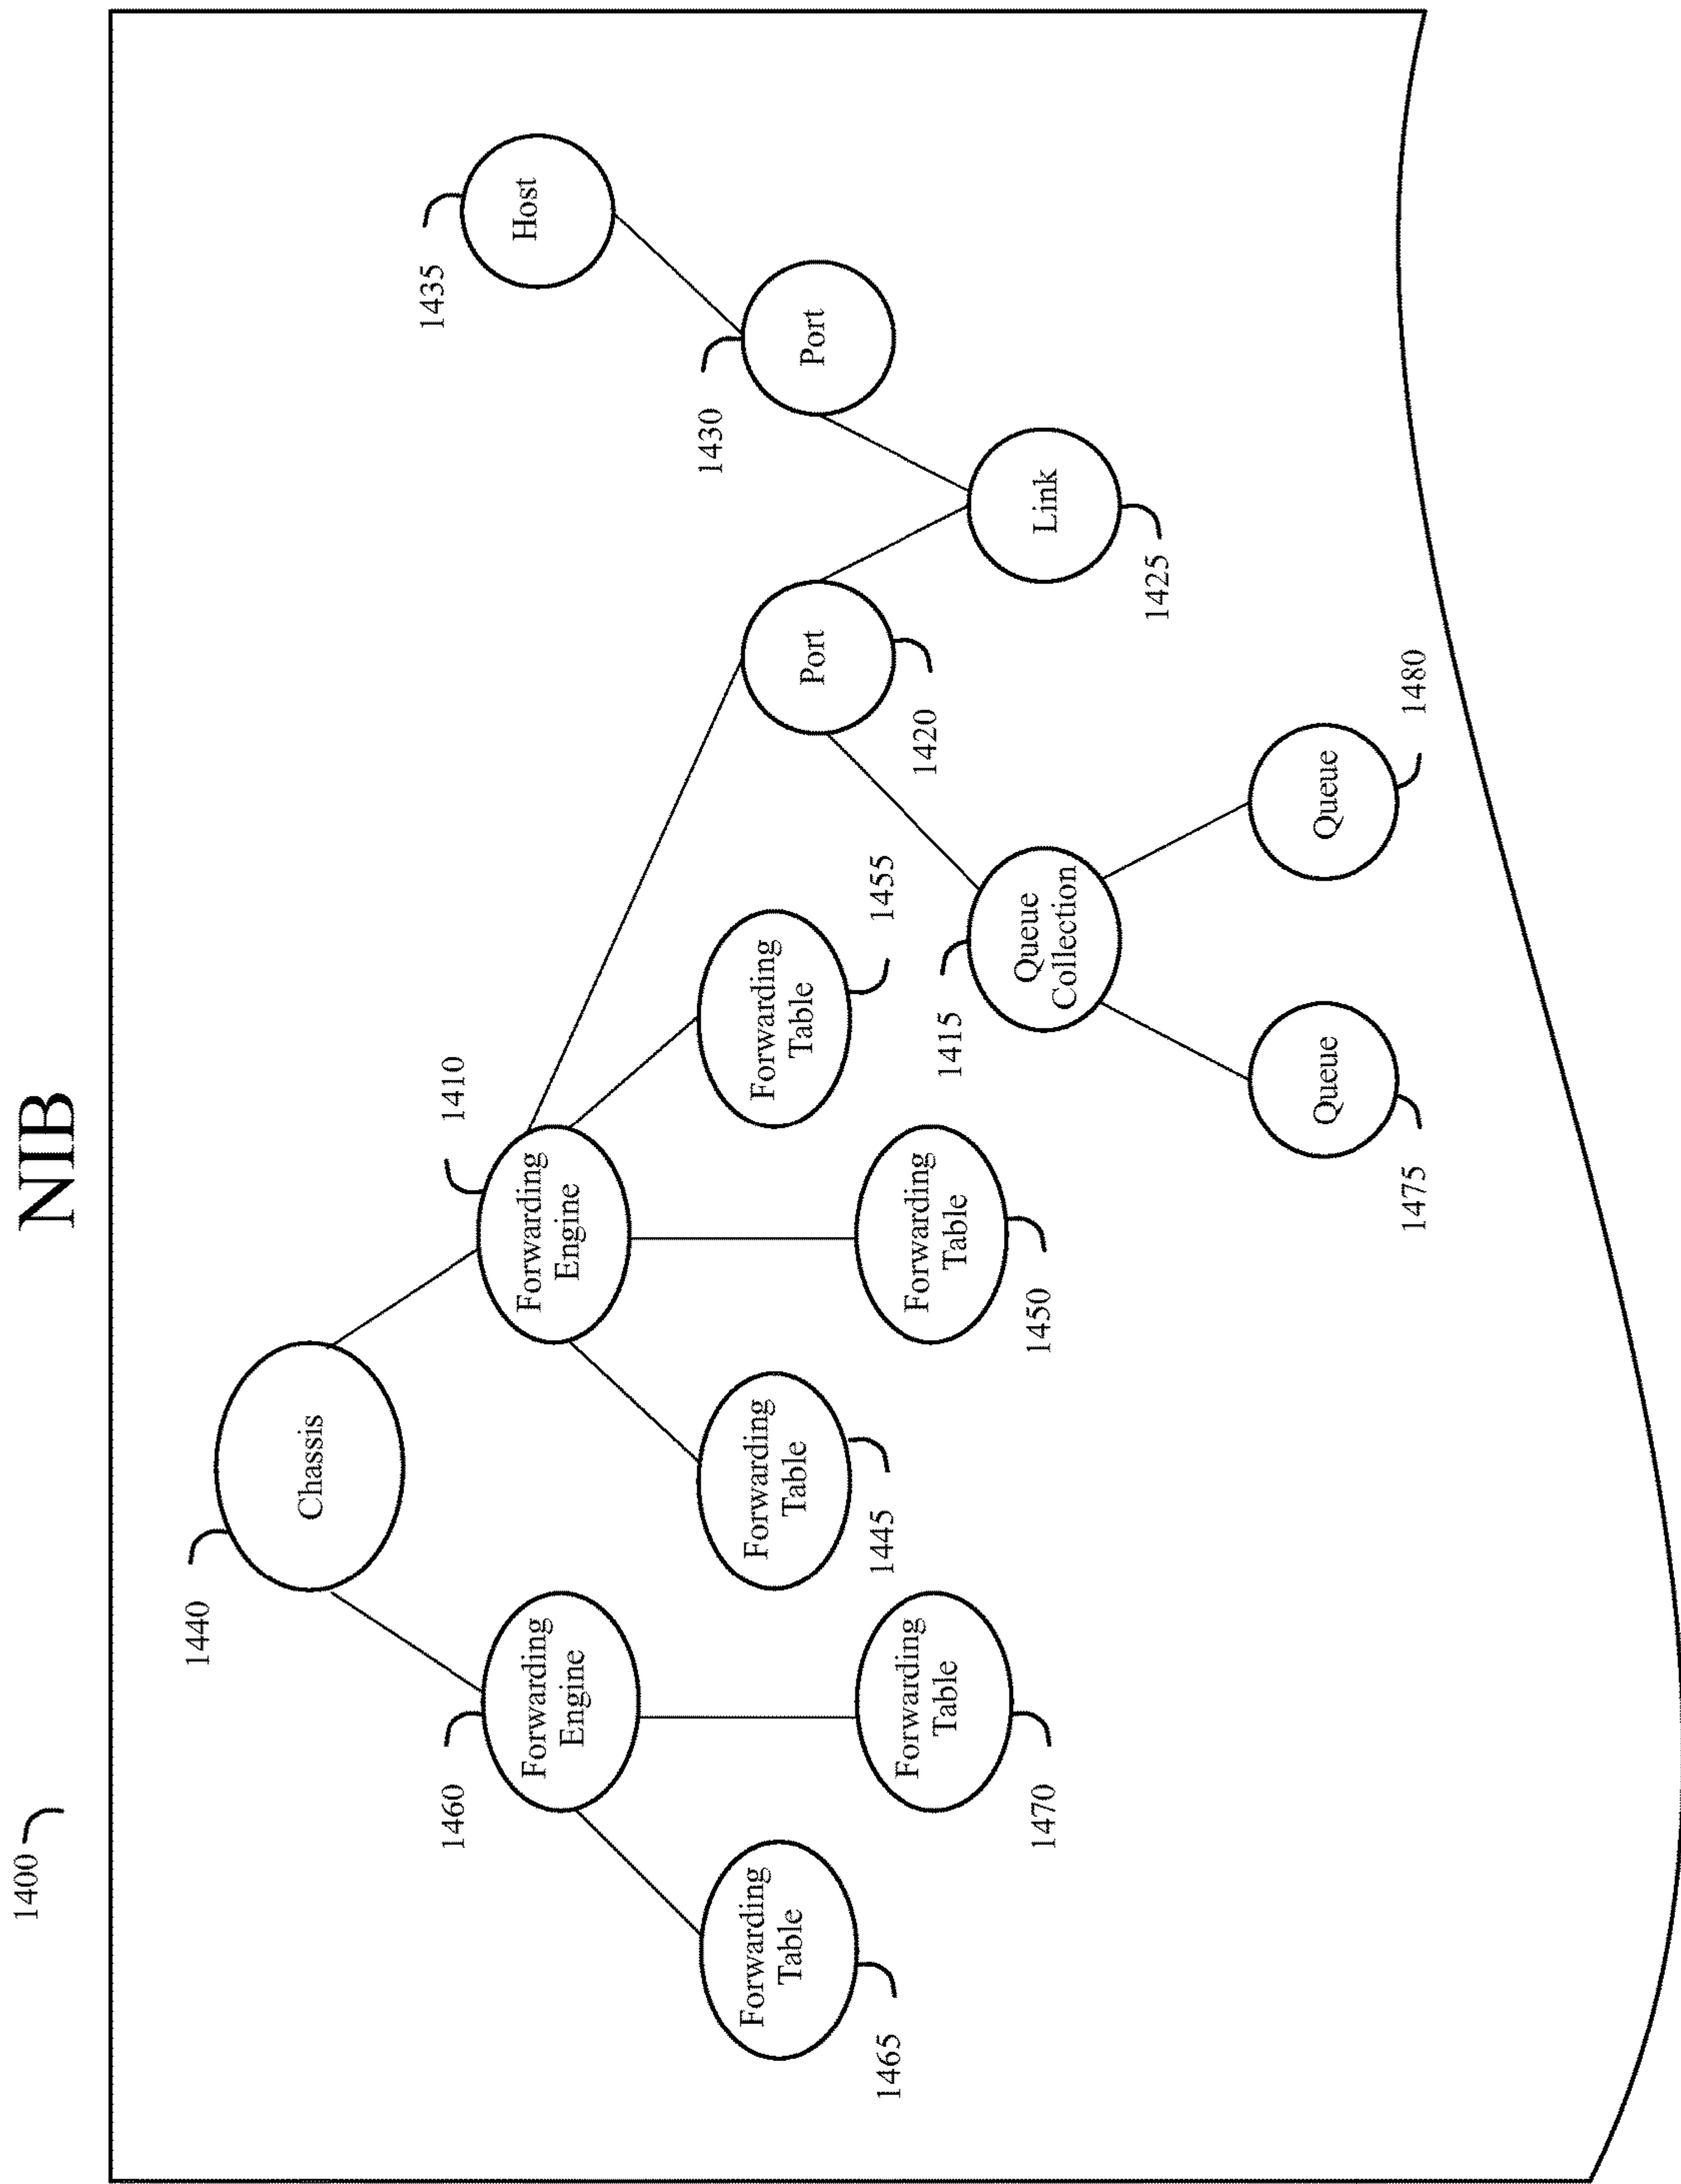 NIB
1400
1440
Chassis
1460
Forwarding
Engine
1410
Forwarding
Engine
1435
Host
1465
Forwarding
Table
1445
Forwarding
Table
1455
Forwarding
Table
1420
Port
1430
Port
1470
Forwarding
Table
1450
Forwarding
Table
1415
Queue
Collection
1425
Link
1475
Queue
1480
Queue